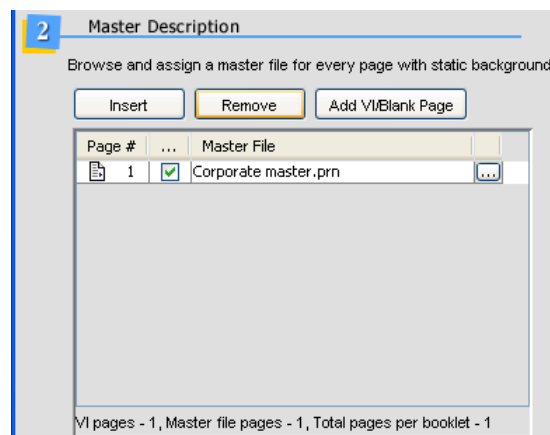 2 Master Description
Browse and assign a master file for every page with static background
Insert Remove Add VI/Blank Page
Page # ... Master File
1 Corporate master.prn ...
VI pages - 1, Master file pages - 1, Total pages per booklet - 1